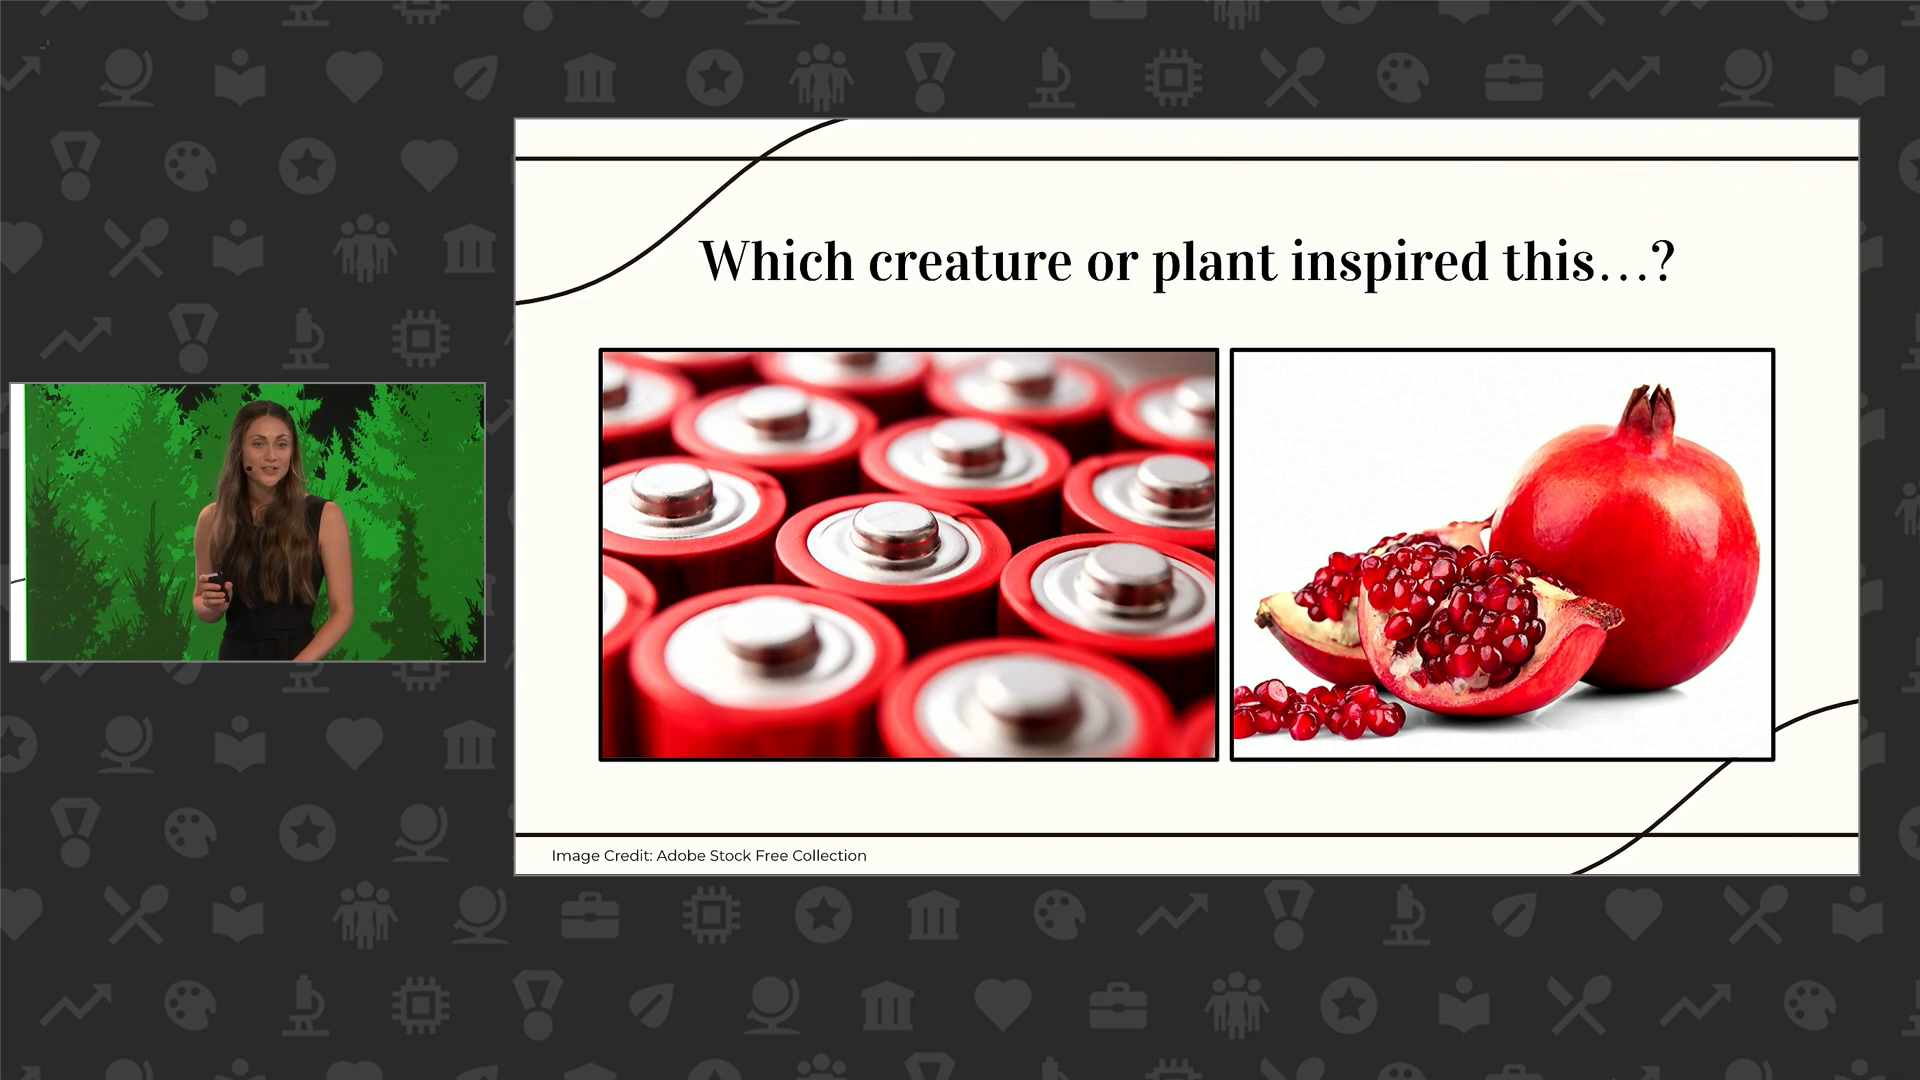 Which creature or plant inspired this...?
Image Credit: Adobe Stock Free Collection